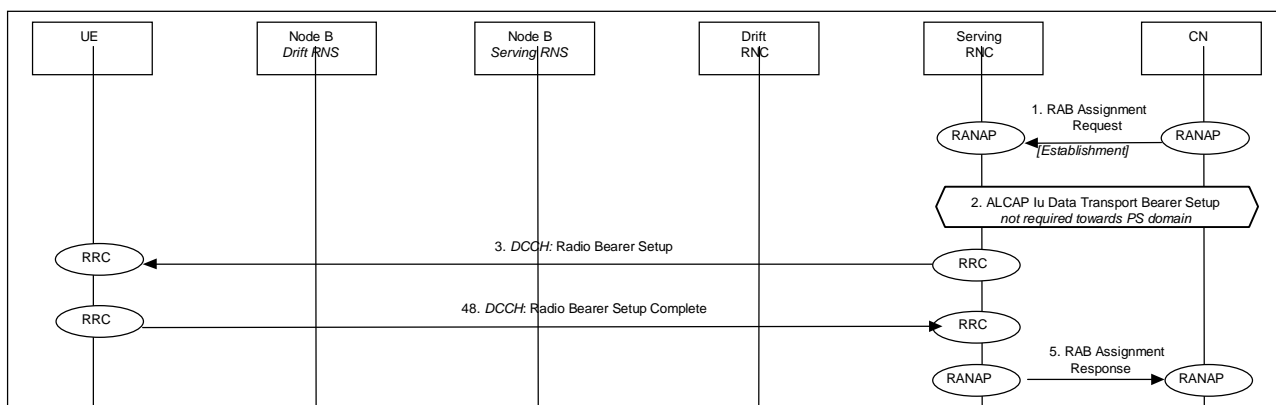 UE
Node B
Drift RNS
Node B
Serving RNS
Drift
RNC
Serving
RNC
CN
1. RAB Assignment
Request
RANAP
RANAP
[Establishment]
2. ALCAP Iu Data Transport Bearer Setup
not required towards PS domain
3. DCCH: Radio Bearer Setup
RRC
RRC
48. DCCH: Radio Bearer Setup Complete
RRC
RRC
5. RAB Assignment
Response
RANAP
RANAP